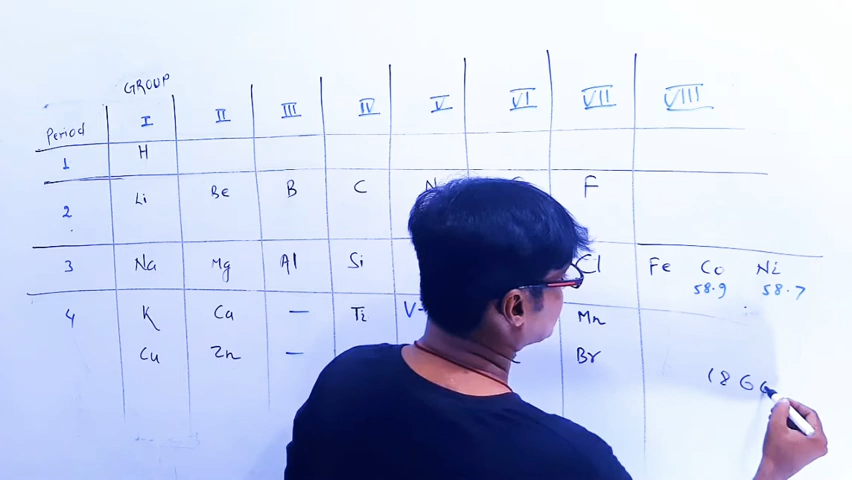 GROUP
Period I II III IV V VI VII VIII
1 H
2 Li Be B C N F
3 Na Mg Al Si Cl Fe Co Ni
58.9 58.7
4 K Ca — Ti V Mn
Cu Zn — Br
186